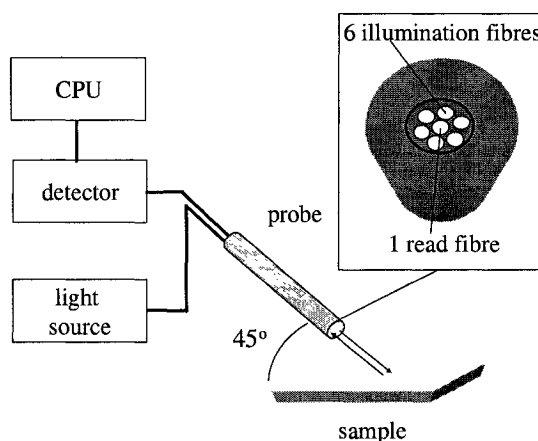 6 illumination fibres
CPU
detector
probe
1 read fibre
light
source
45°
sample